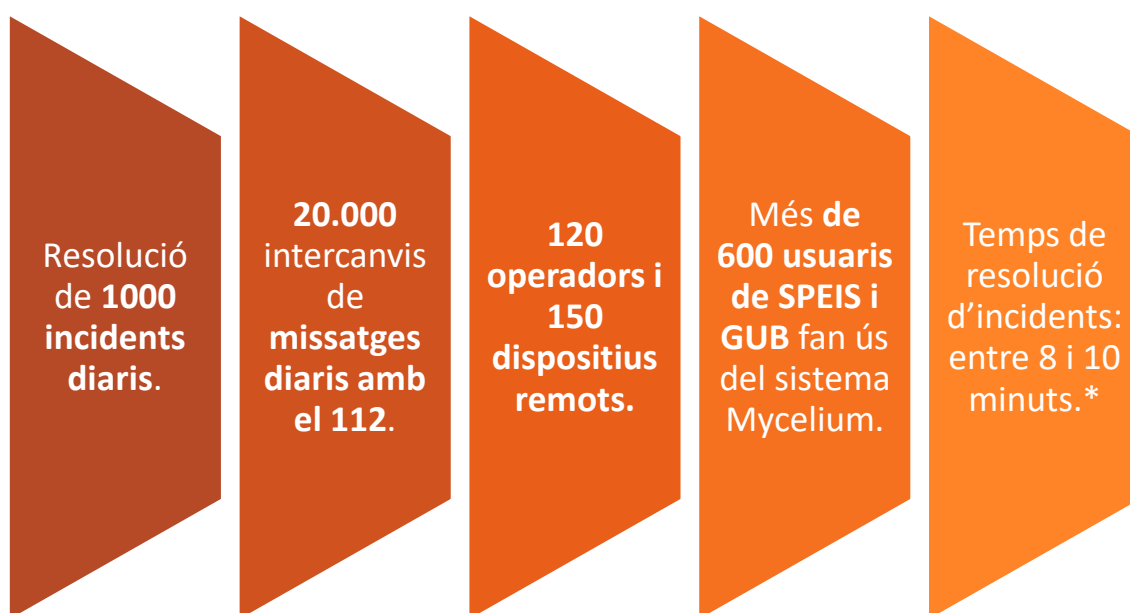 Resolució
de 1000
incidents
diaris.
20.000
intercanvis
de
missatges
diaris amb
el 112.
120
operadors i
150
dispositius
remots.
Més de
600 usuaris
de SPEIS i
GUB fan ús
del sistema
Mycelium.
Temps de
resolució
d’incidents:
entre 8 i 10
minuts.*